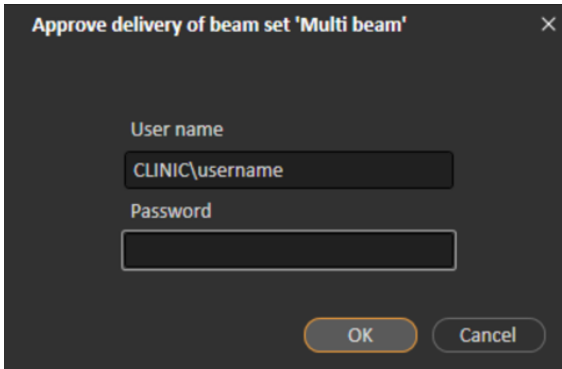 Approve delivery of beam set 'Multi beam'
User name
CLINIC\username
Password
OK Cancel